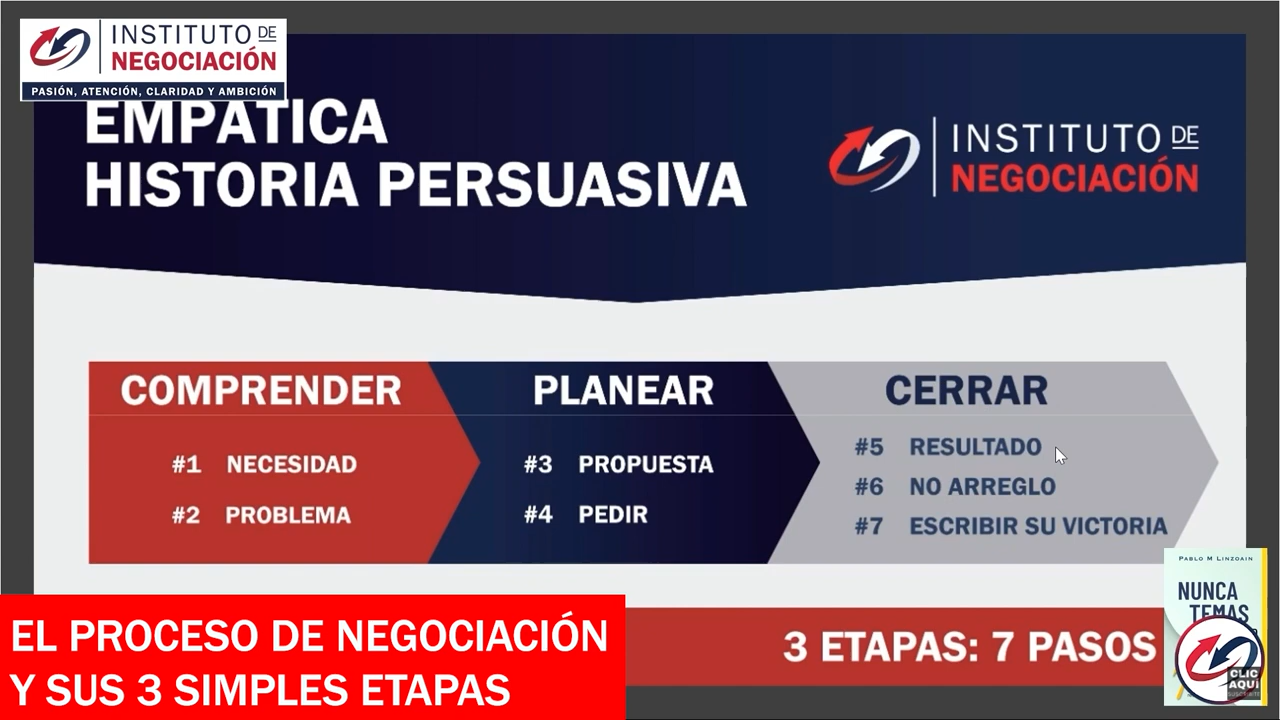 INSTITUTO DE
NEGOCIACIÓN
PASIÓN, ATENCIÓN, CLARIDAD Y AMBICIÓN
EMPÁTICA
HISTORIA PERSUASIVA
INSTITUTO DE
NEGOCIACIÓN
COMPRENDER
#1 NECESIDAD
#2 PROBLEMA
PLANEAR
#3 PROPUESTA
#4 PEDIR
CERRAR
#5 RESULTADO
#6 NO ARREGLO
#7 ESCRIBIR SU VICTORIA
3 ETAPAS: 7 PASOS
EL PROCESO DE NEGOCIACIÓN
Y SUS 3 SIMPLES ETAPAS
PABLO M LINZOAIN
NUNCA
TEMAS
CLIC
AQUÍ